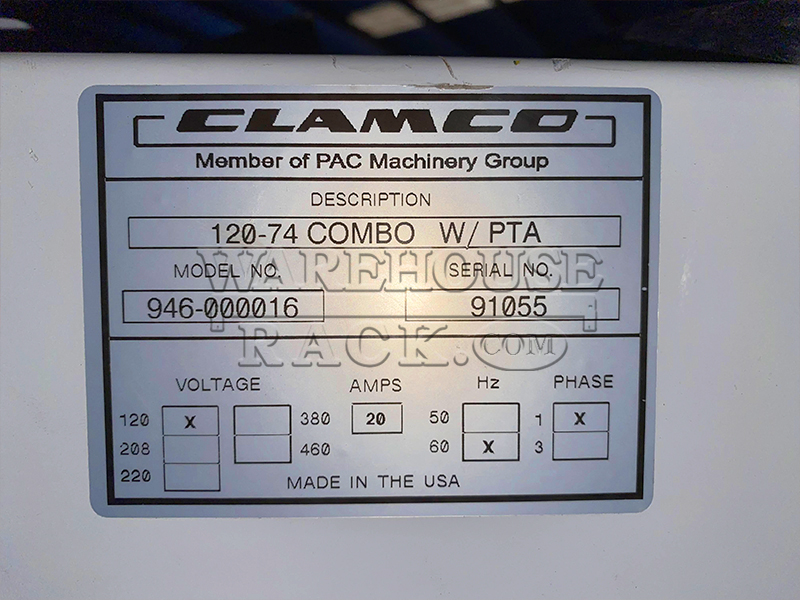 CLAMCO
Member of PAC Machinery Group
DESCRIPTION
120-74 COMBO W/ PTA
MODEL NO. SERIAL NO.
946-000016 91055
WAREHOUSE
RACK.COM
VOLTAGE AMPS Hz PHASE
120 X 380 20 50 1 X
208 460 60 X 3
220
MADE IN THE USA